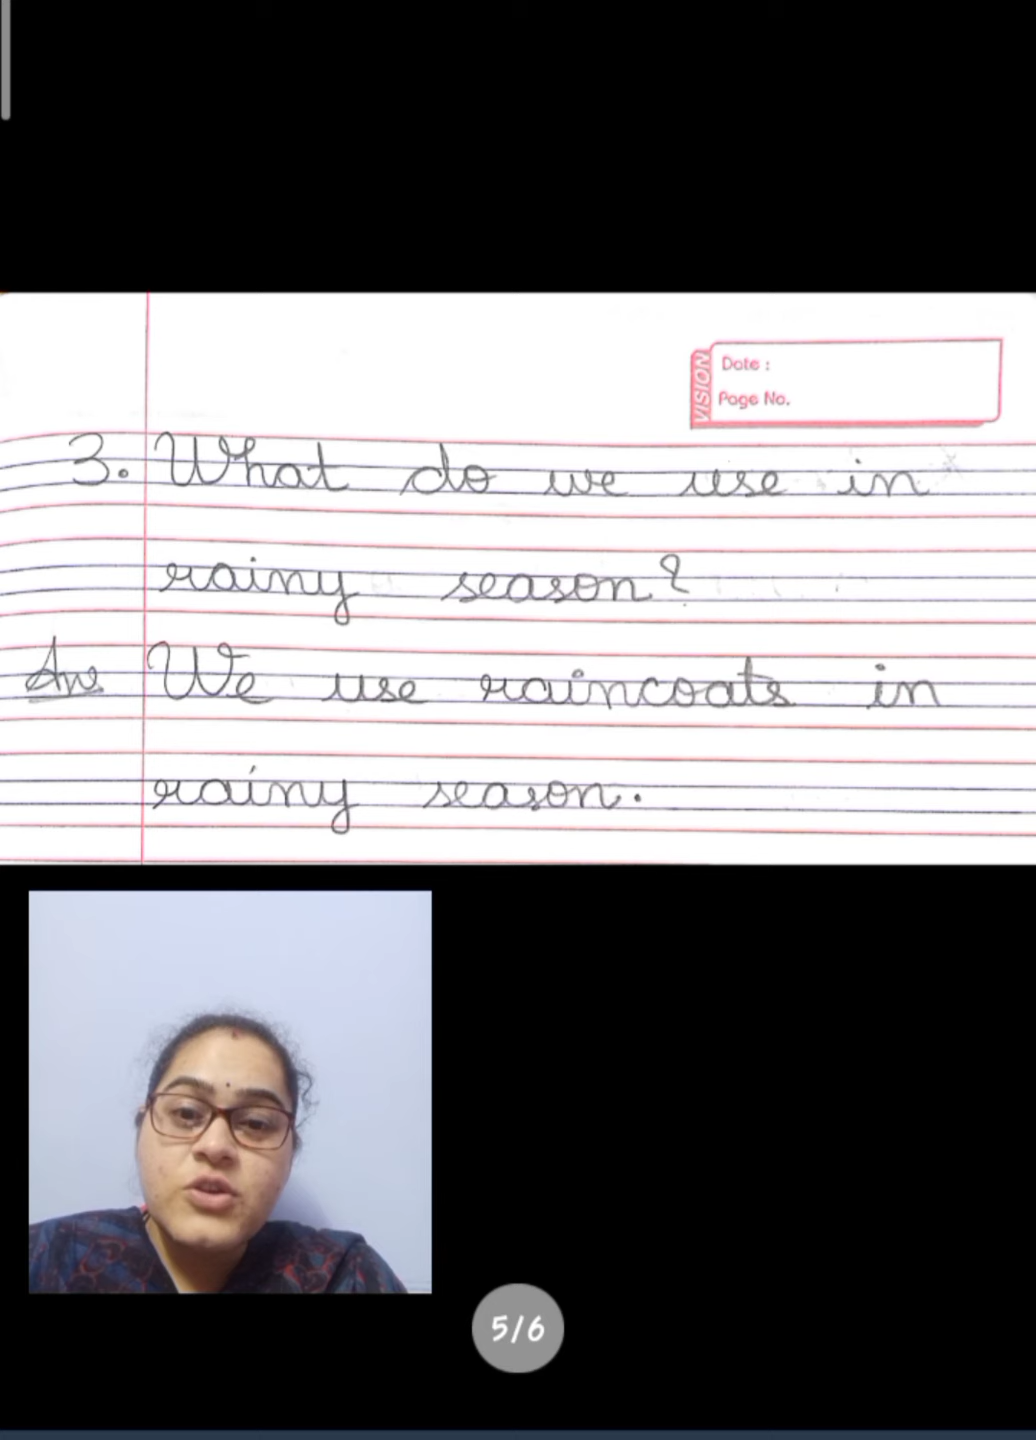 VISION
Date :
Page No.
3. What do we use in
rainy season?
Ans We use raincoats in
rainy season.
5/6